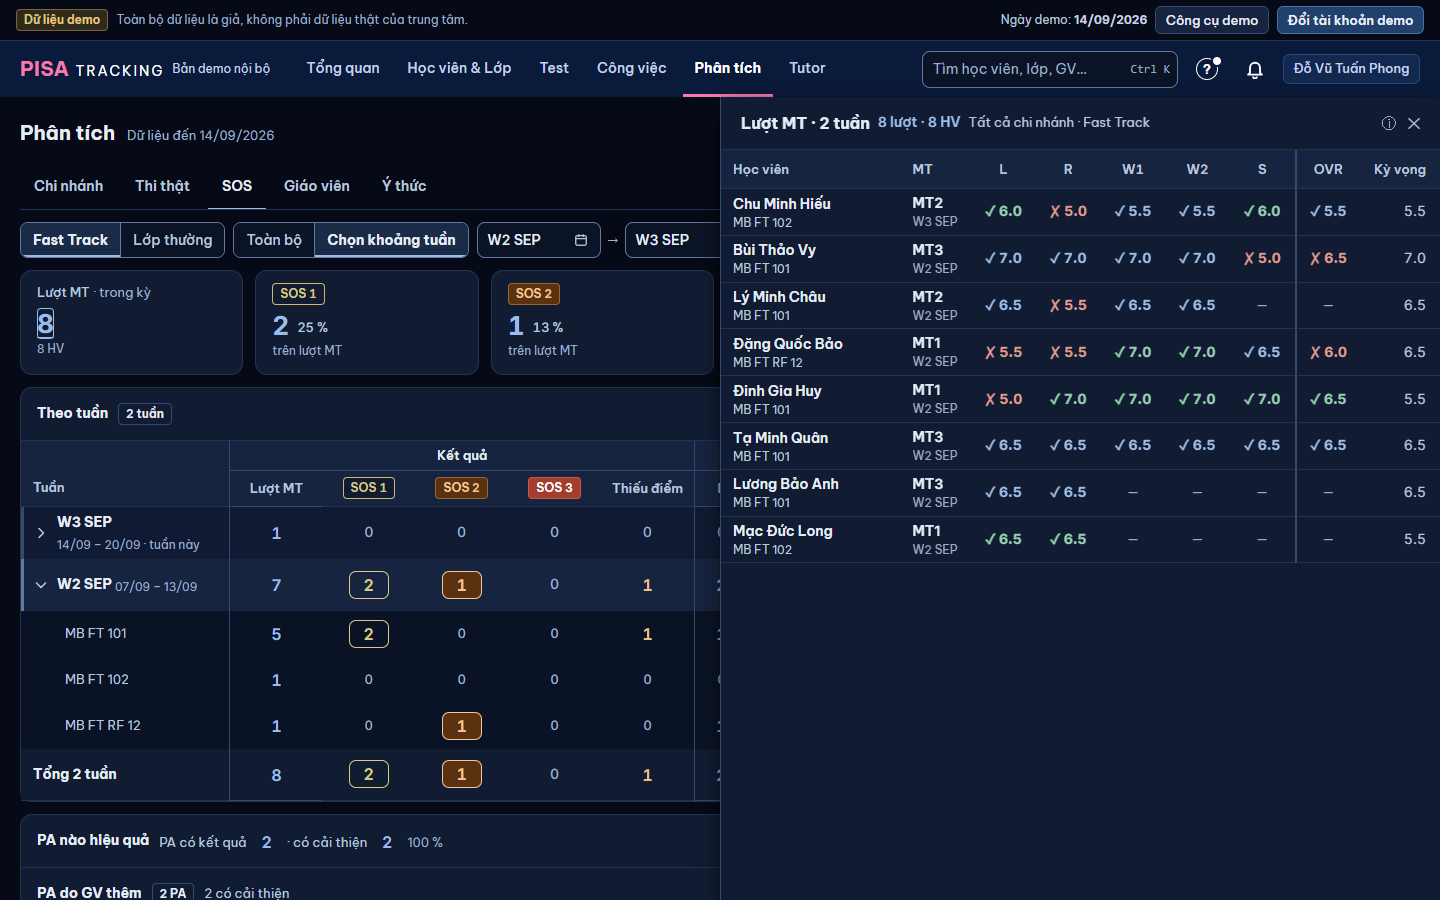 Dữ liệu demo Toàn bộ dữ liệu là giả, không phải dữ liệu thật của trung tâm. Ngày demo: 14/09/2026 Công cụ demo Đổi tài khoản demo
PISA TRACKING Bản demo nội bộ Tổng quan Học viên & Lớp Test Công việc Phân tích Tutor Tìm học viên, lớp, GV... Ctrl K ? Đỗ Vũ Tuấn Phong
Phân tích Dữ liệu đến 14/09/2026
Chi nhánh Thi thật SOS Giáo viên Ý thức
Fast Track Lớp thường Toàn bộ Chọn khoảng tuần W2 SEP → W3 SEP
Lượt MT · trong kỳ
8
8 HV
SOS 1
2 25 %
trên lượt MT
SOS 2
1 13 %
trên lượt MT
Theo tuần 2 tuần
Kết quả
Tuần Lượt MT SOS 1 SOS 2 SOS 3 Thiếu điểm
W3 SEP
14/09 – 20/09 · tuần này
1 0 0 0 0
W2 SEP 07/09 – 13/09 7 2 1 0 1
MB FT 101 5 2 0 0 1
MB FT 102 1 0 0 0 0
MB FT RF 12 1 0 1 0 0
Tổng 2 tuần 8 2 1 0 1
PA nào hiệu quả PA có kết quả 2 · có cải thiện 2 100 %
PA do GV thêm 2 PA 2 có cải thiện
Lượt MT · 2 tuần 8 lượt · 8 HV Tất cả chi nhánh · Fast Track
Học viên MT L R W1 W2 S OVR Kỳ vọng
Chu Minh Hiếu MT2 ✓ 6.0 ✗ 5.0 ✓ 5.5 ✓ 5.5 ✓ 6.0 ✓ 5.5 5.5
MB FT 102 W3 SEP
Bùi Thảo Vy MT3 ✓ 7.0 ✓ 7.0 ✓ 7.0 ✓ 7.0 ✗ 5.0 ✗ 6.5 7.0
MB FT 101 W2 SEP
Lý Minh Châu MT2 ✓ 6.5 ✗ 5.5 ✓ 6.5 ✓ 6.5 – – 6.5
MB FT 101 W2 SEP
Đặng Quốc Bảo MT1 ✗ 5.5 ✗ 5.5 ✓ 7.0 ✓ 7.0 ✓ 6.5 ✗ 6.0 6.5
MB FT RF 12 W2 SEP
Đinh Gia Huy MT1 ✗ 5.0 ✓ 7.0 ✓ 7.0 ✓ 7.0 ✓ 7.0 ✓ 6.5 5.5
MB FT 101 W2 SEP
Tạ Minh Quân MT3 ✓ 6.5 ✓ 6.5 ✓ 6.5 ✓ 6.5 ✓ 6.5 ✓ 6.5 6.5
MB FT 101 W2 SEP
Lương Bảo Anh MT3 ✓ 6.5 ✓ 6.5 – – – – 6.5
MB FT 101 W2 SEP
Mạc Đức Long MT1 ✓ 6.5 ✓ 6.5 – – – – 5.5
MB FT 102 W2 SEP